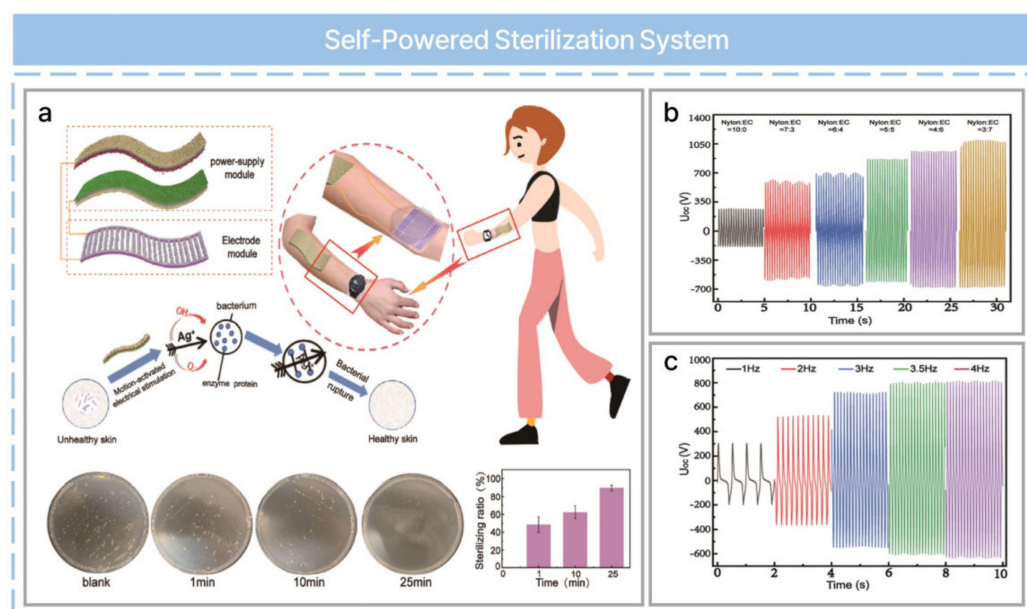 Self-Powered Sterilization System
a
power-supply
module
Electrode
module
bacterium
OH-
Ag+
O
enzyme protein
Motion-activated
electrical stimulation
Bacterial
rupture
Unhealthy skin
Healthy skin
blank
1min
10min
25min
Sterilizing ratio (%)
100
80
60
40
20
0
0
1
10
25
Time (min)
b
Nylon:EC
=10:0
Nylon:EC
=7:3
Nylon:EC
=6:4
Nylon:EC
=5:5
Nylon:EC
=4:6
Nylon:EC
=3:7
Uoc (V)
1400
1050
700
350
0
-350
-700
0
5
10
15
20
25
30
Time (s)
c
1Hz
2Hz
3Hz
3.5Hz
4Hz
Uoc (V)
1000
800
600
400
200
0
-200
-400
-600
0
2
4
6
8
10
Time (s)